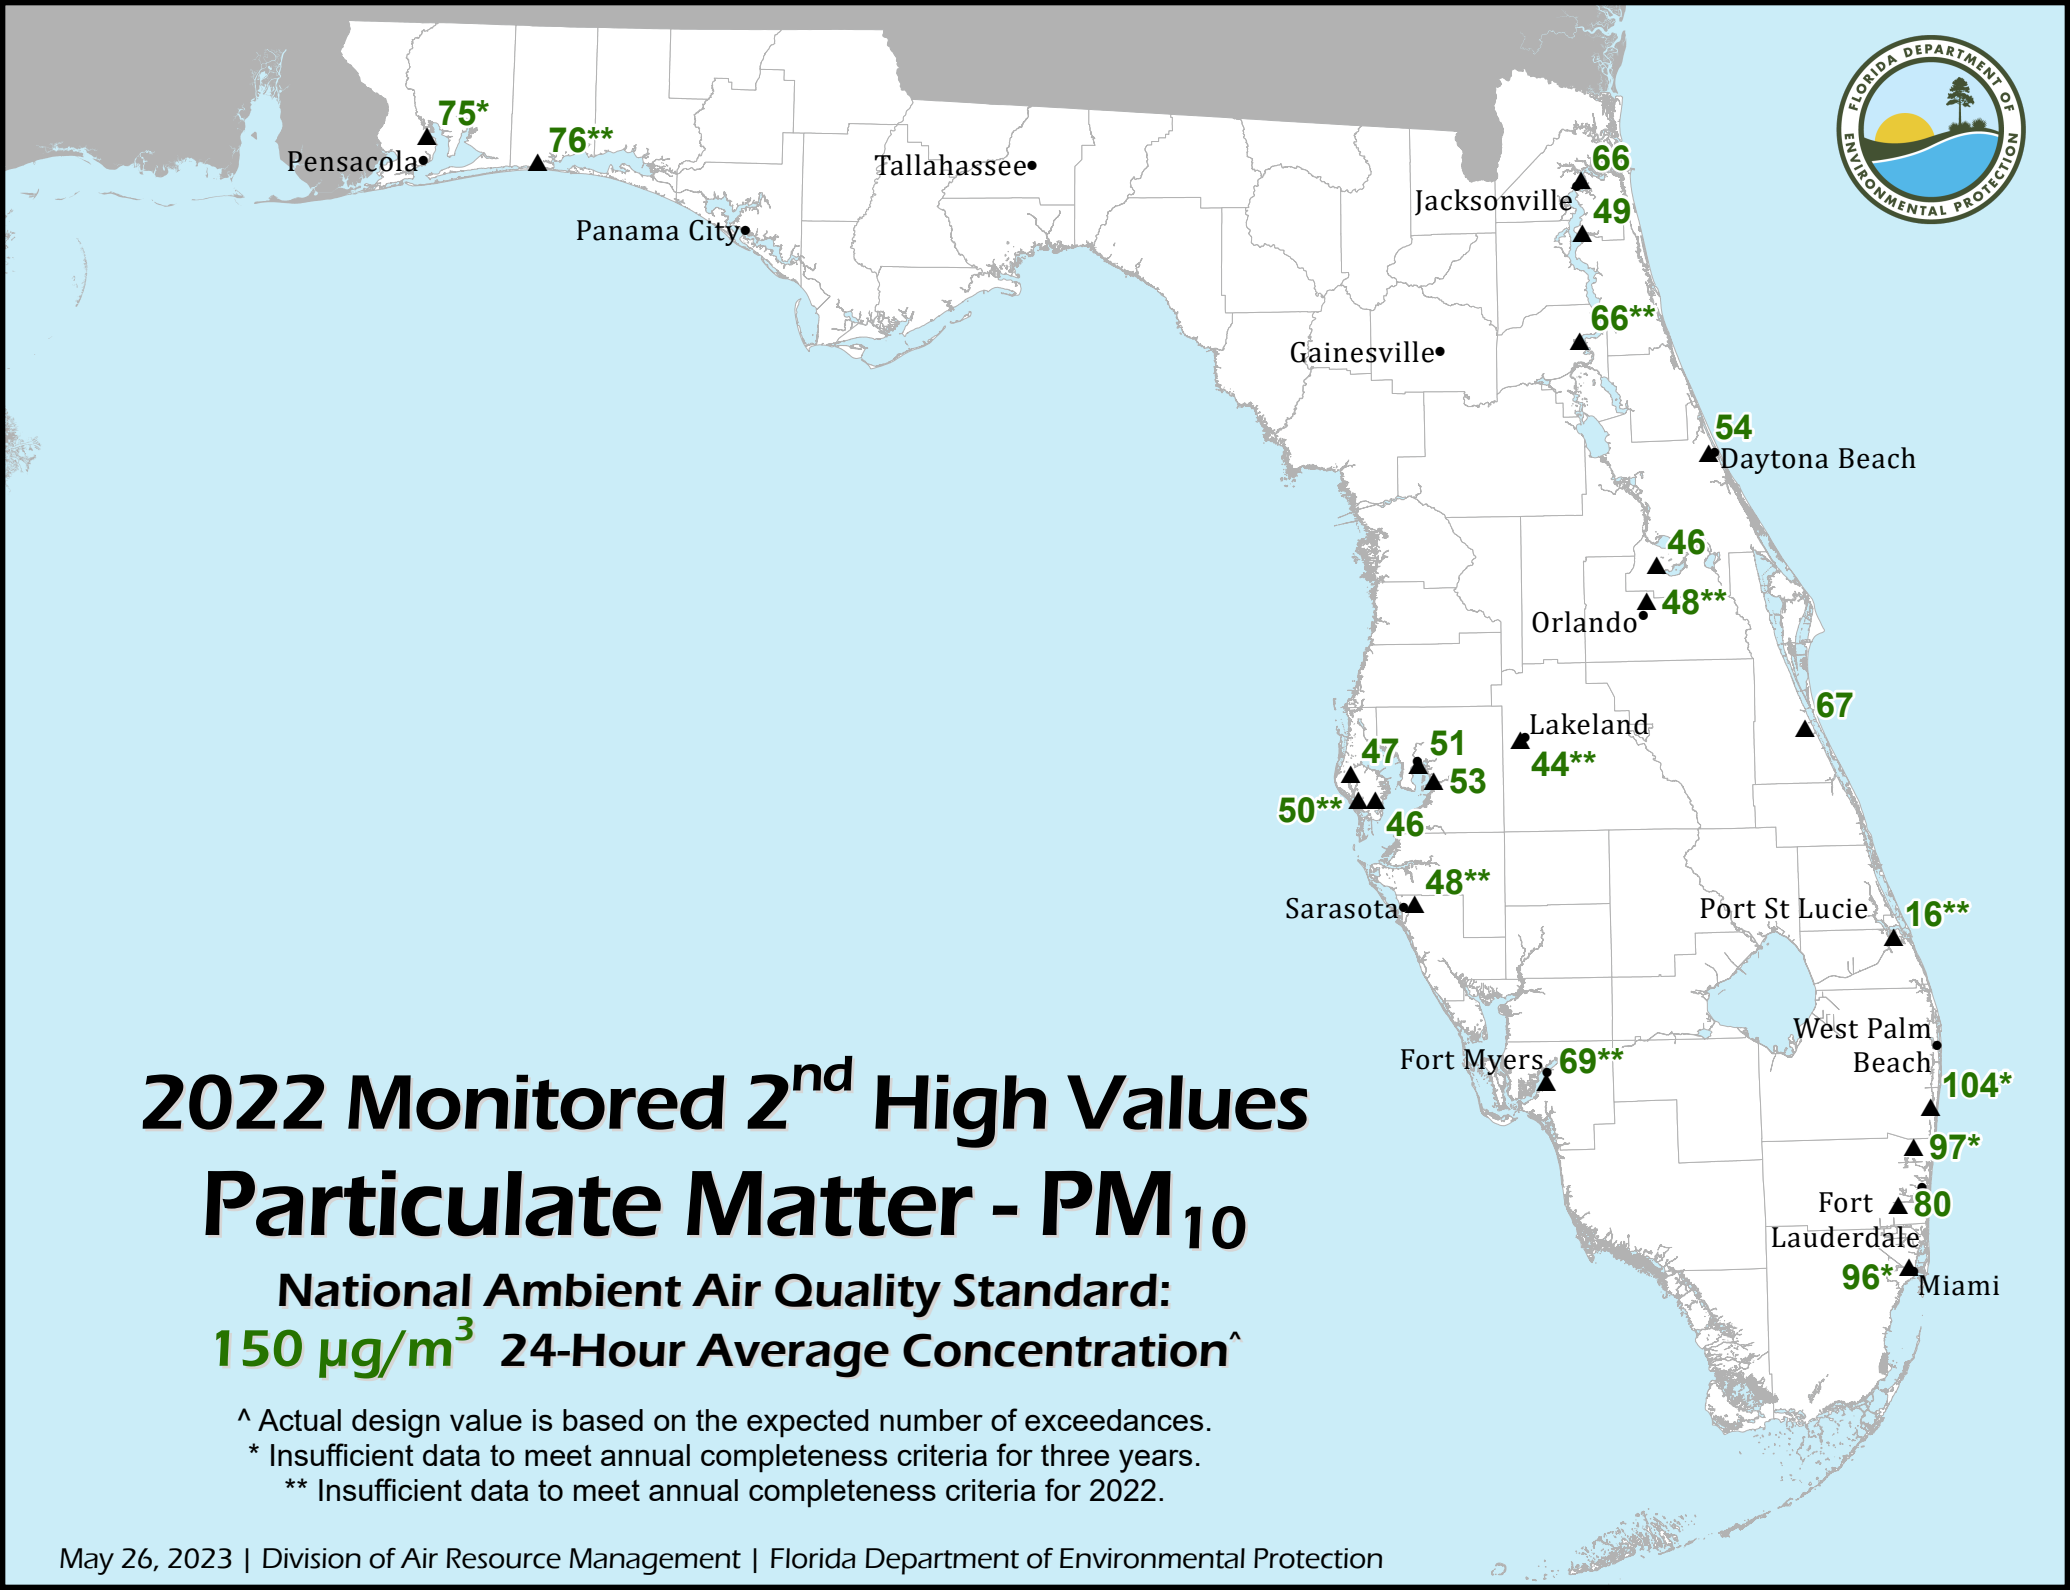 FLORIDA DEPARTMENT OF
ENVIRONMENTAL PROTECTION
75*
76**
Pensacola
Tallahassee
66
Jacksonville
49
Panama City
66**
Gainesville
54
Daytona Beach
46
48**
Orlando
67
Lakeland
47
51
44**
53
50**
46
48**
Sarasota
Port St Lucie
16**
West Palm
Beach
Fort Myers
69**
104*
97*
Fort
Lauderdale
80
96*
Miami
2022 Monitored 2nd High Values
Particulate Matter - PM10
National Ambient Air Quality Standard:
150 µg/m3 24-Hour Average Concentration^
^ Actual design value is based on the expected number of exceedances.
* Insufficient data to meet annual completeness criteria for three years.
** Insufficient data to meet annual completeness criteria for 2022.
May 26, 2023 | Division of Air Resource Management | Florida Department of Environmental Protection